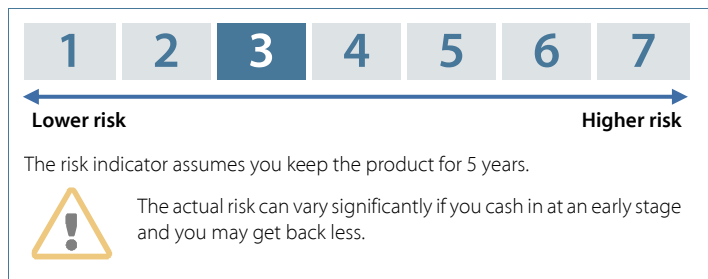 1 2 3 4 5 6 7
Lower risk Higher risk
The risk indicator assumes you keep the product for 5 years.
The actual risk can vary significantly if you cash in at an early stage
and you may get back less.